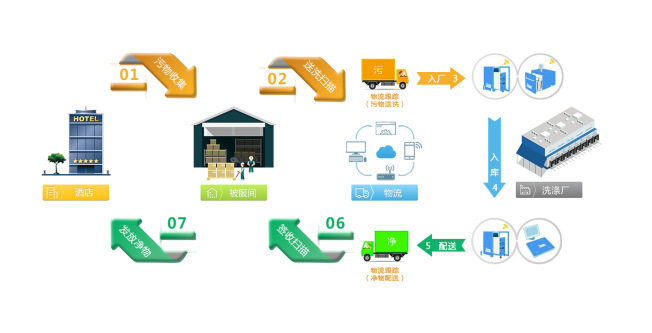 01 污物收集
02 送洗扫描
污
入厂 3
物流跟踪
(污物送洗)
HOTEL
入库 4
酒店
被服间
物流
洗涤厂
07
发放净物
06
签收扫描
净
5 配送
物流跟踪
(净物配送)